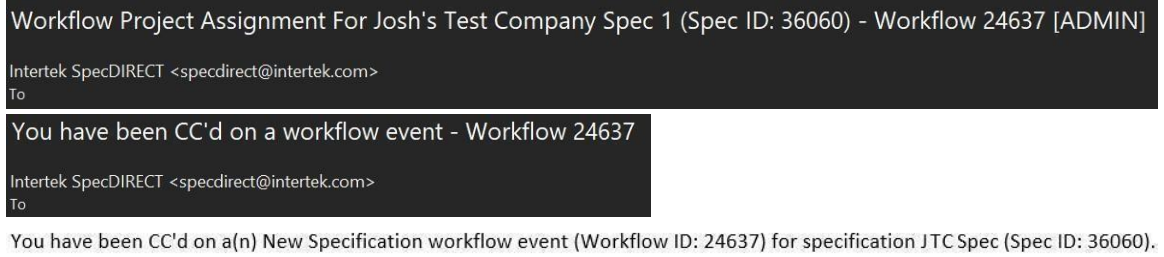 Workflow Project Assignment For Josh's Test Company Spec 1 (Spec ID: 36060) - Workflow 24637 [ADMIN]
Intertek SpecDIRECT <specdirect@intertek.com>
To
You have been CC'd on a workflow event - Workflow 24637
Intertek SpecDIRECT <specdirect@intertek.com>
To
You have been CC'd on a(n) New Specification workflow event (Workflow ID: 24637) for specification JTC Spec (Spec ID: 36060).